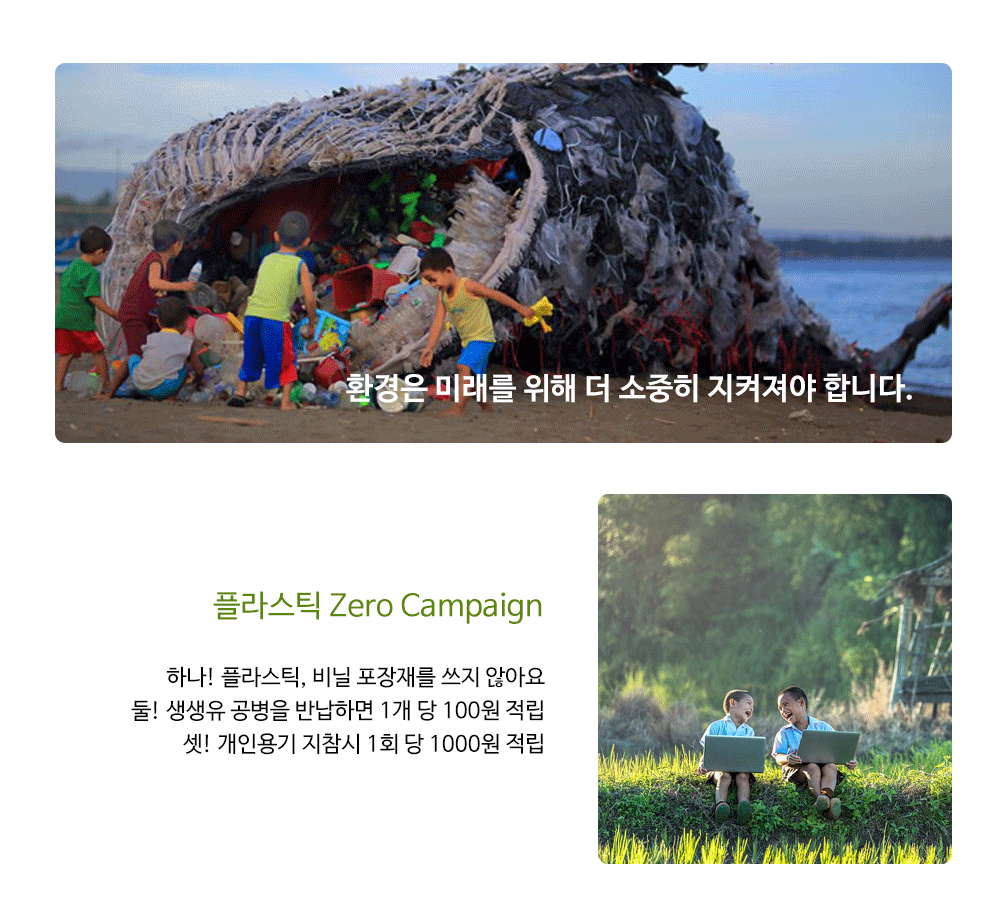 환경은 미래를 위해 더 소중히 지켜져야 합니다.
플라스틱 Zero Campaign
하나! 플라스틱, 비닐 포장재를 쓰지 않아요
둘! 생생유 공병을 반납하면 1개 당 100원 적립
셋! 개인용기 지참시 1회 당 1000원 적립